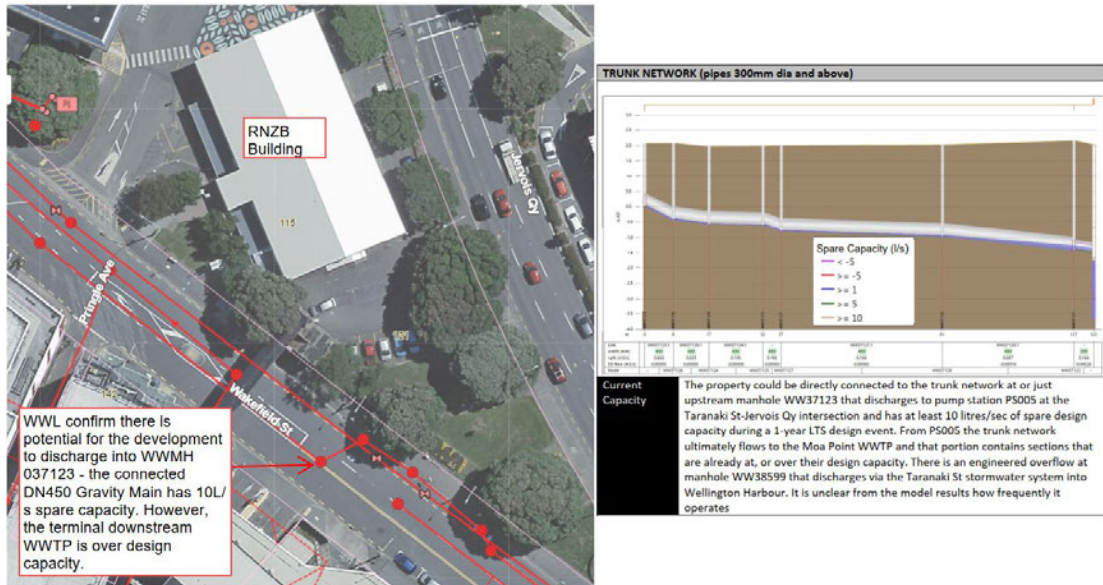 RNZB
Building
115
Jervois Qy
Pringle Ave
Wakefield St
WWL confirm there is
potential for the development
to discharge into WWMH
037123 - the connected
DN450 Gravity Main has 10L/
s spare capacity. However,
the terminal downstream
WWTP is over design
capacity.
TRUNK NETWORK (pipes 300mm dia and above)
Spare Capacity (l/s)
< -5
>= -5
>= 1
>= 5
>= 10
Current
Capacity
The property could be directly connected to the trunk network at or just
upstream manhole WW37123 that discharges to pump station PS005 at the
Taranaki St-Jervois Qy intersection and has at least 10 litres/sec of spare design
capacity during a 1-year LTS design event. From PS005 the trunk network
ultimately flows to the Moa Point WWTP and that portion contains sections that
are already at, or over their design capacity. There is an engineered overflow at
manhole WW38599 that discharges via the Taranaki St stormwater system into
Wellington Harbour. It is unclear from the model results how frequently it
operates